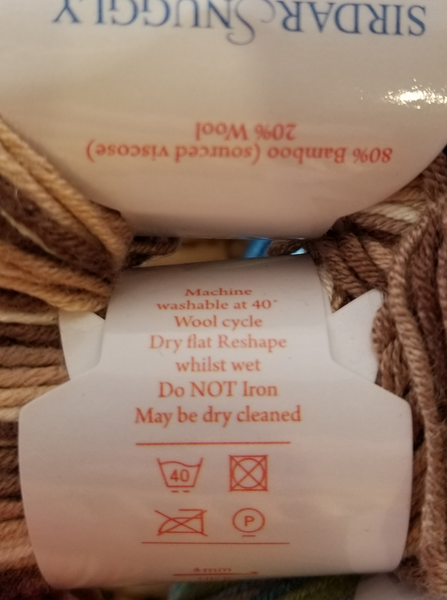 SIRDAR SNUGGLY
80% Bamboo (sourced viscose)
20% Wool
Machine
washable at 40°
Wool cycle
Dry flat Reshape
whilst wet
Do NOT Iron
May be dry cleaned
40
P
4mm